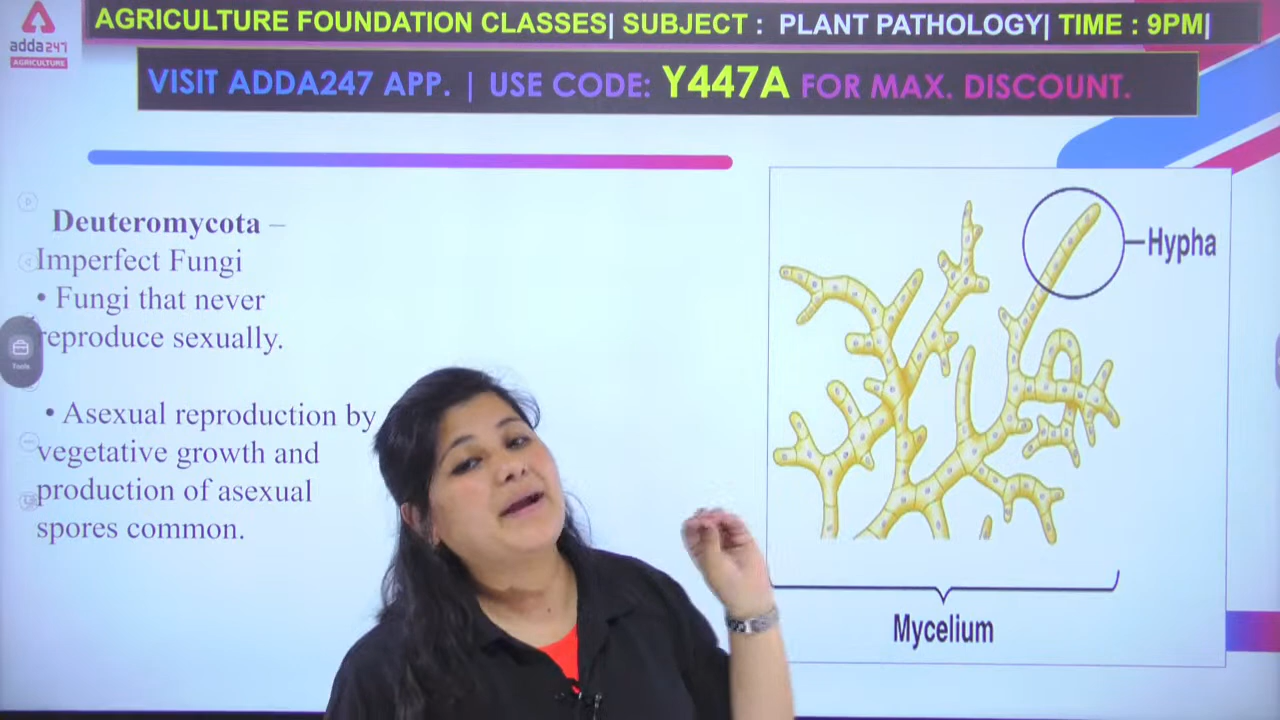 AGRICULTURE FOUNDATION CLASSES| SUBJECT : PLANT PATHOLOGY| TIME : 9PM|
adda247
AGRICULTURE
VISIT ADDA247 APP. | USE CODE: Y447A FOR MAX. DISCOUNT.
Deuteromycota –
Imperfect Fungi
• Fungi that never
reproduce sexually.
Tools
• Asexual reproduction by
vegetative growth and
production of asexual
spores common.
Hypha
Mycelium